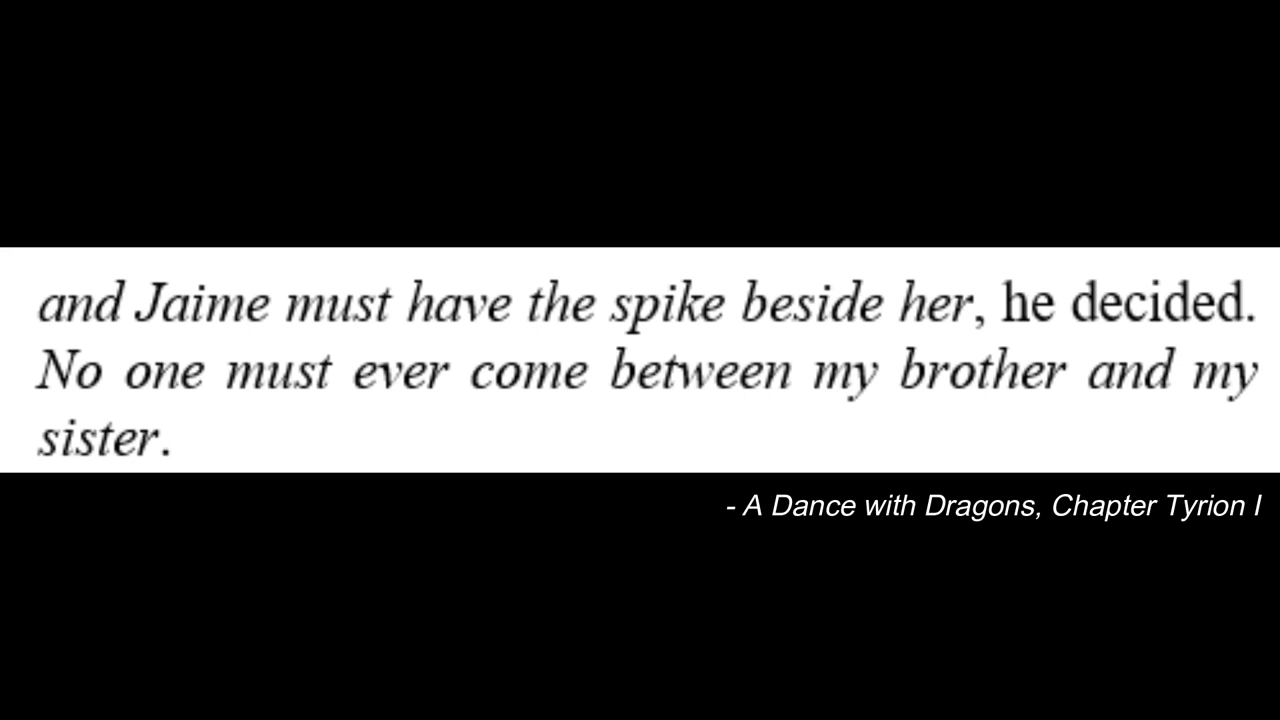 and Jaime must have the spike beside her, he decided.
No one must ever come between my brother and my
sister.
- A Dance with Dragons, Chapter Tyrion I